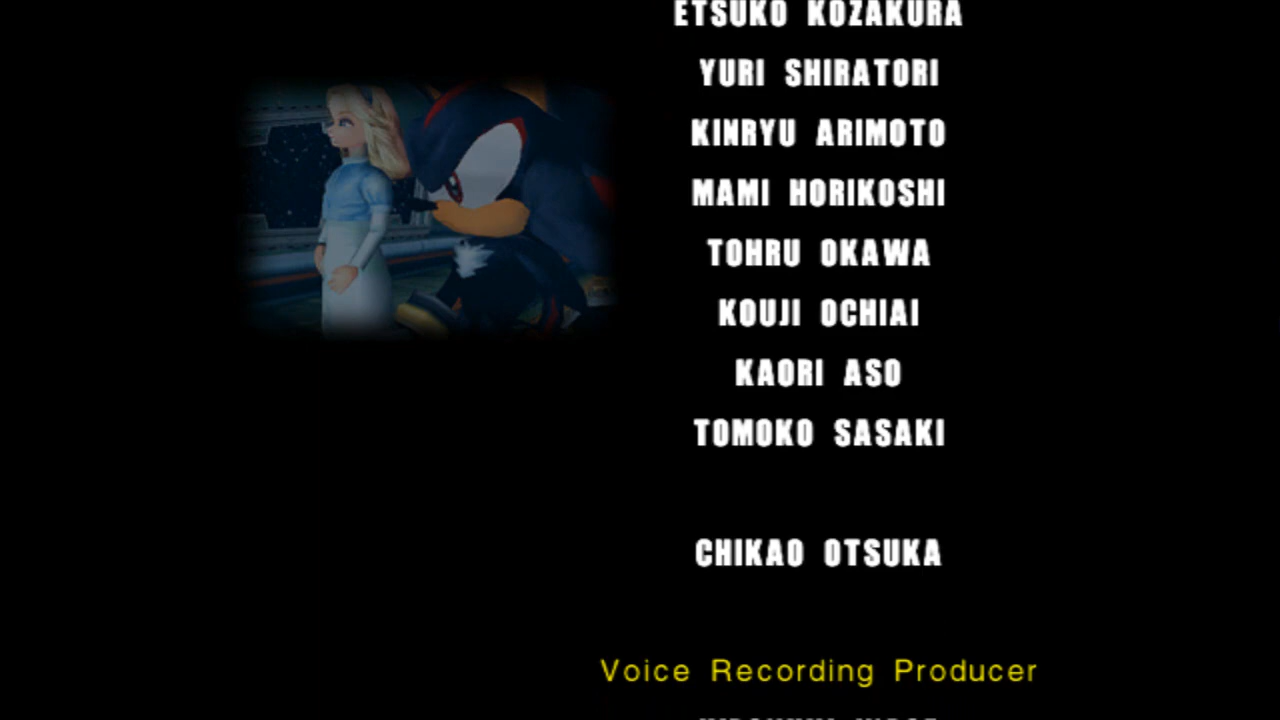 ETSUKO KOZAKURA
YURI SHIRATORI
KINRYU ARIMOTO
MAMI HORIKOSHI
TOHRU OKAWA
KOUJI OCHIAI
KAORI ASO
TOMOKO SASAKI
CHIKAO OTSUKA
Voice Recording Producer